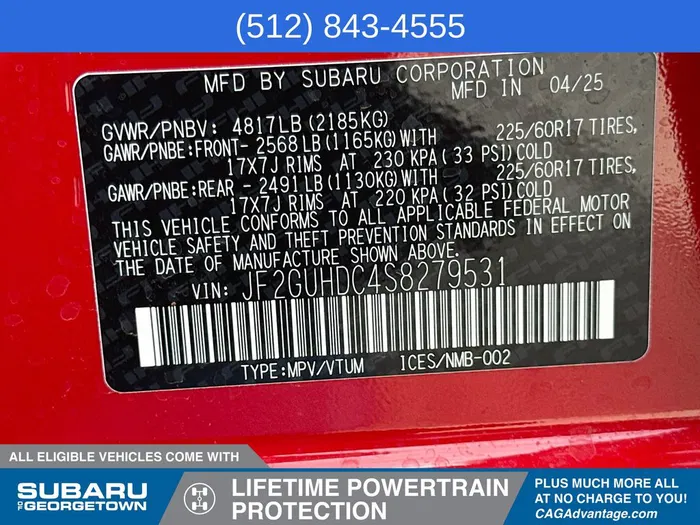 (512) 843-4555
MFD BY SUBARU CORPORATION
MFD IN 04/25
GVWR/PNBV: 4817LB(2185KG)
GAWR/PNBE:FRONT- 2568LB(1165KG)WITH 225/60R17 TIRES,
17X7J RIMS AT 230 KPA(33 PSI)COLD
GAWR/PNBE:REAR - 2491LB(1130KG)WITH 225/60R17 TIRES,
17X7J RIMS AT 220 KPA(32 PSI)COLD
THIS VEHICLE CONFORMS TO ALL APPLICABLE FEDERAL MOTOR
VEHICLE SAFETY AND THEFT PREVENTION STANDARDS IN EFFECT ON
THE DATE OF MANUFACTURE SHOWN ABOVE.
VIN: JF2GUHDC4S8279531
TYPE:MPV/VTUM ICES/NMB-002
ALL ELIGIBLE VEHICLES COME WITH
SUBARU
OF GEORGETOWN
LIFETIME POWERTRAIN
PROTECTION
PLUS MUCH MORE ALL
AT NO CHARGE TO YOU!
CAGAdvantage.com